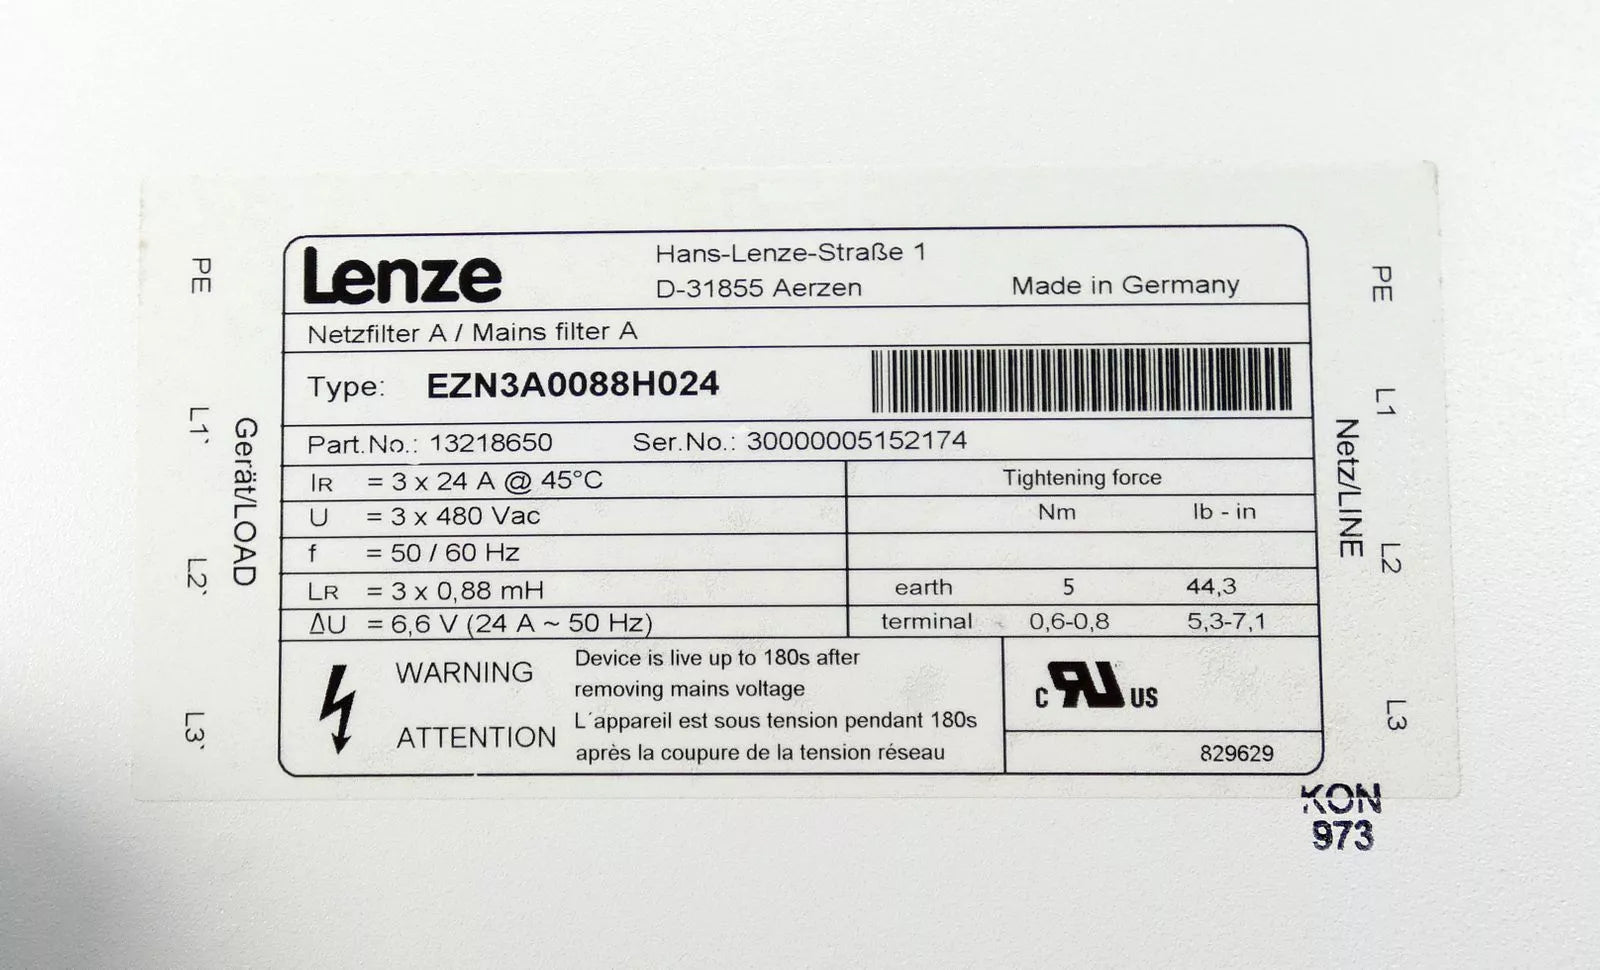 Lenze
Hans-Lenze-Straße 1
D-31855 Aerzen
Made in Germany
Netzfilter A / Mains filter A
Type: EZN3A0088H024
Part.No.: 13218650 Ser.No.: 30000005152174
IR = 3 x 24 A @ 45°C
U = 3 x 480 Vac
f = 50 / 60 Hz
LR = 3 x 0,88 mH
ΔU = 6,6 V (24 A ~ 50 Hz)
Tightening force
Nm lb - in
earth 5 44,3
terminal 0,6-0,8 5,3-7,1
WARNING
Device is live up to 180s after
removing mains voltage
ATTENTION
L´appareil est sous tension pendant 180s
après la coupure de la tension réseau
c RU US
829629
PE
L1`
L2`
L3`
Gerät/LOAD
PE
L1
L2
L3
Netz/LINE
KON
973